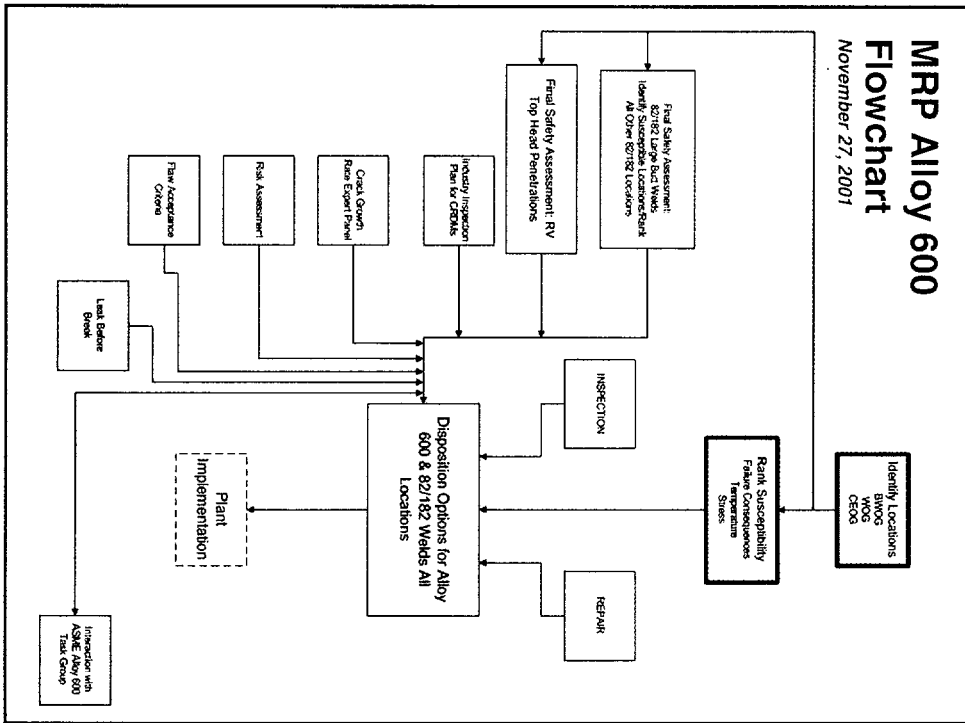 MRP Alloy 600
Flowchart
November 27, 2001
Identify Locations
BWOG
WOG
CEOG
Rank Susceptibility
Failure Consequences
Temperature
Stress
Final Safety Assessment:
82/182 Large Butt Welds
Identify Susceptible Locations/Rank
All Other 82/182 Locations
Final Safety Assessment: RV
Top Head Penetrations
Industry Inspection
Plan for CRDMs
Crack Growth
Rate Expert Panel
Risk Assessment
Flaw Acceptance
Criteria
Leak Before
Break
INSPECTION
REPAIR
Disposition Options for Alloy
600 & 82/182 Welds All
Locations
Plant
Implementation
Interaction with
ASME Alloy 600
Task Group